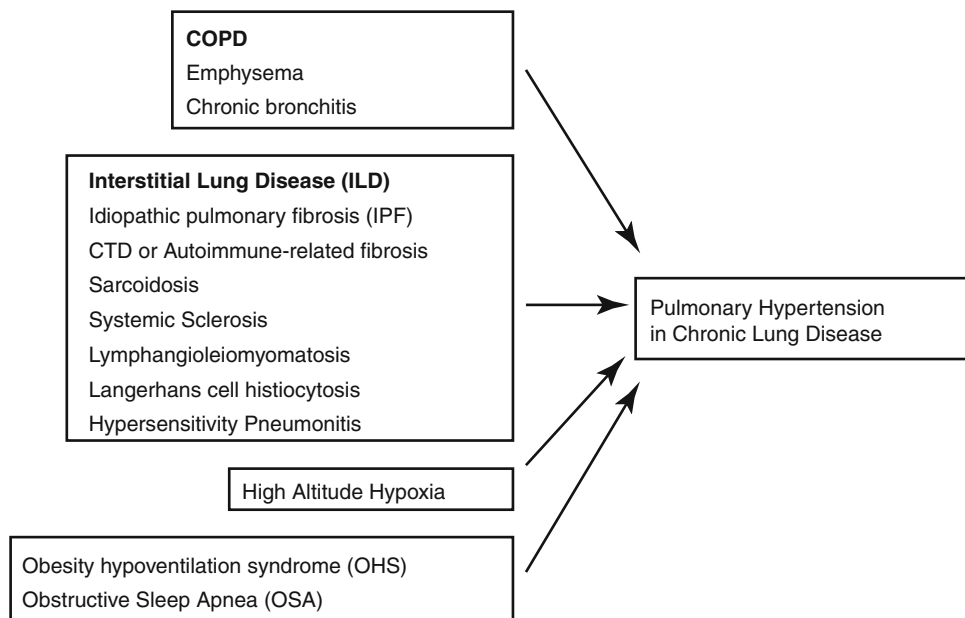 COPD
Emphysema
Chronic bronchitis
Interstitial Lung Disease (ILD)
Idiopathic pulmonary fibrosis (IPF)
CTD or Autoimmune-related fibrosis
Sarcoidosis
Systemic Sclerosis
Lymphangioleiomyomatosis
Langerhans cell histiocytosis
Hypersensitivity Pneumonitis
High Altitude Hypoxia
Obesity hypoventilation syndrome (OHS)
Obstructive Sleep Apnea (OSA)
Pulmonary Hypertension
in Chronic Lung Disease